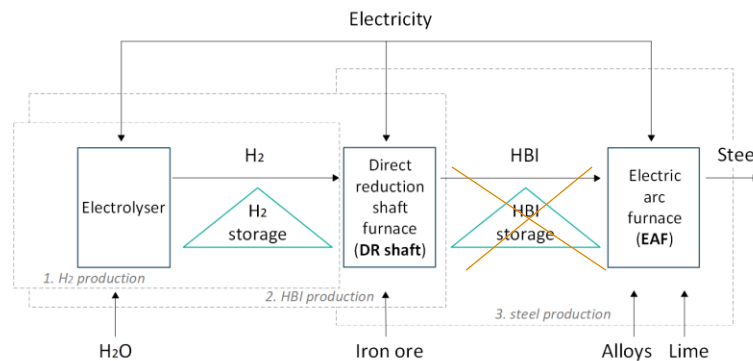 Electricity
H₂
HBI
Stee
Electrolyser
Direct
reduction
shaft
furnace
(DR shaft)
Electric
arc
furnace
(EAF)
H₂
storage
HBI
storage
1. H₂ production
2. HBI production
3. steel production
H₂O
Iron ore
Alloys
Lime